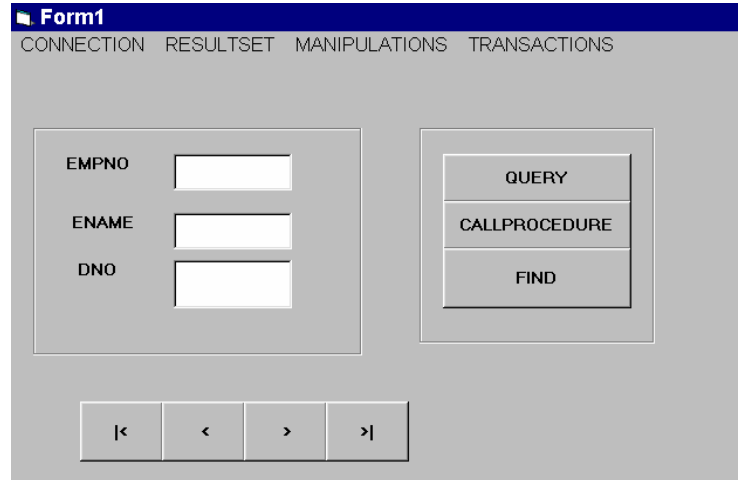 Form1
CONNECTION RESULTSET MANIPULATIONS TRANSACTIONS
EMPNO
ENAME
DNO
QUERY
CALLPROCEDURE
FIND
|< < > >|